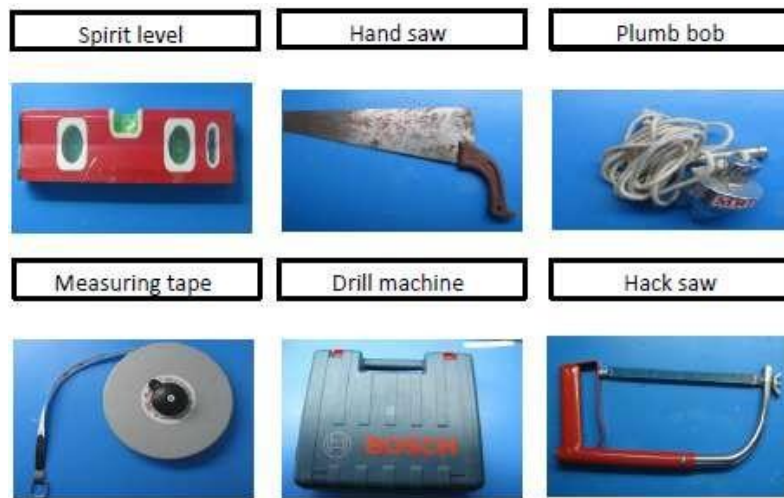 Spirit level
Hand saw
Plumb bob
Measuring tape
Drill machine
Hack saw
BOSCH